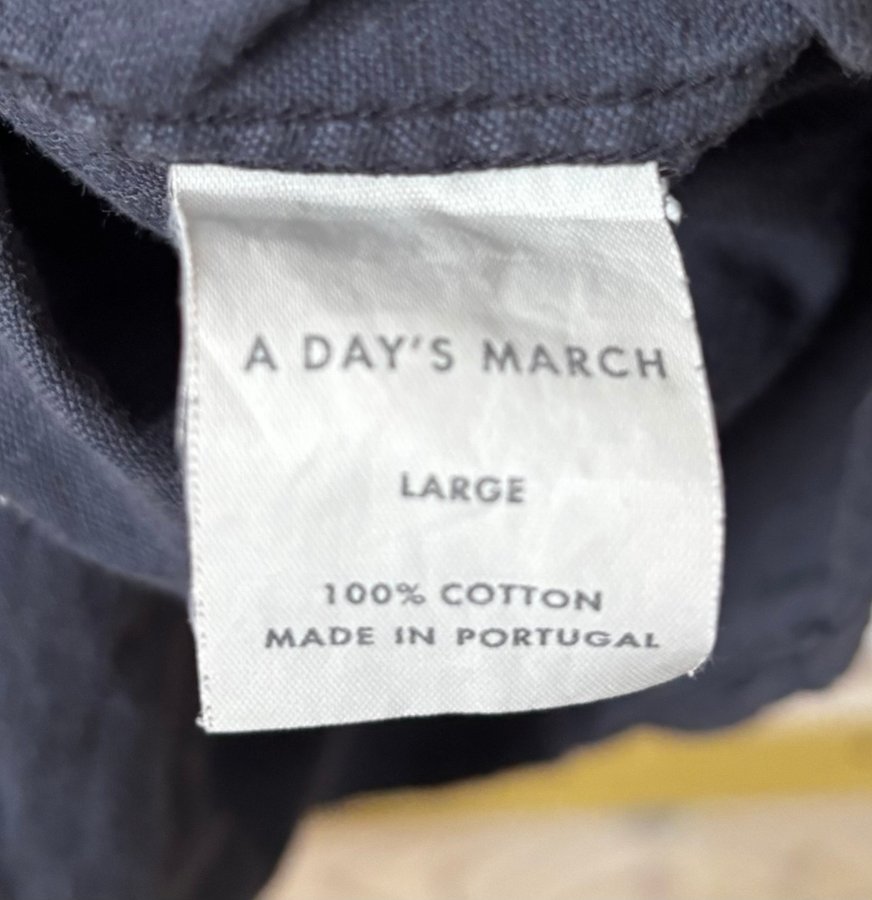 A DAY'S MARCH
LARGE
100% COTTON
MADE IN PORTUGAL